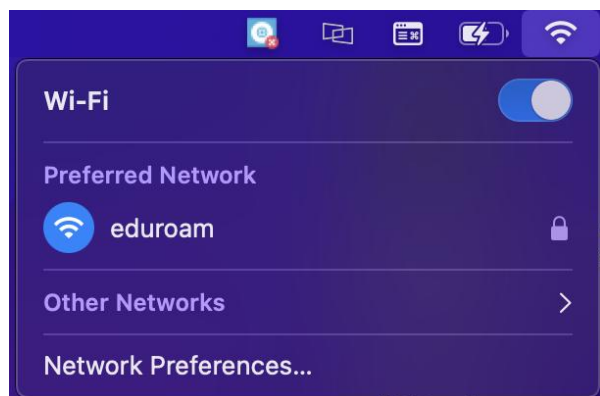 Wi-Fi
Preferred Network
eduroam
Other Networks
Network Preferences...